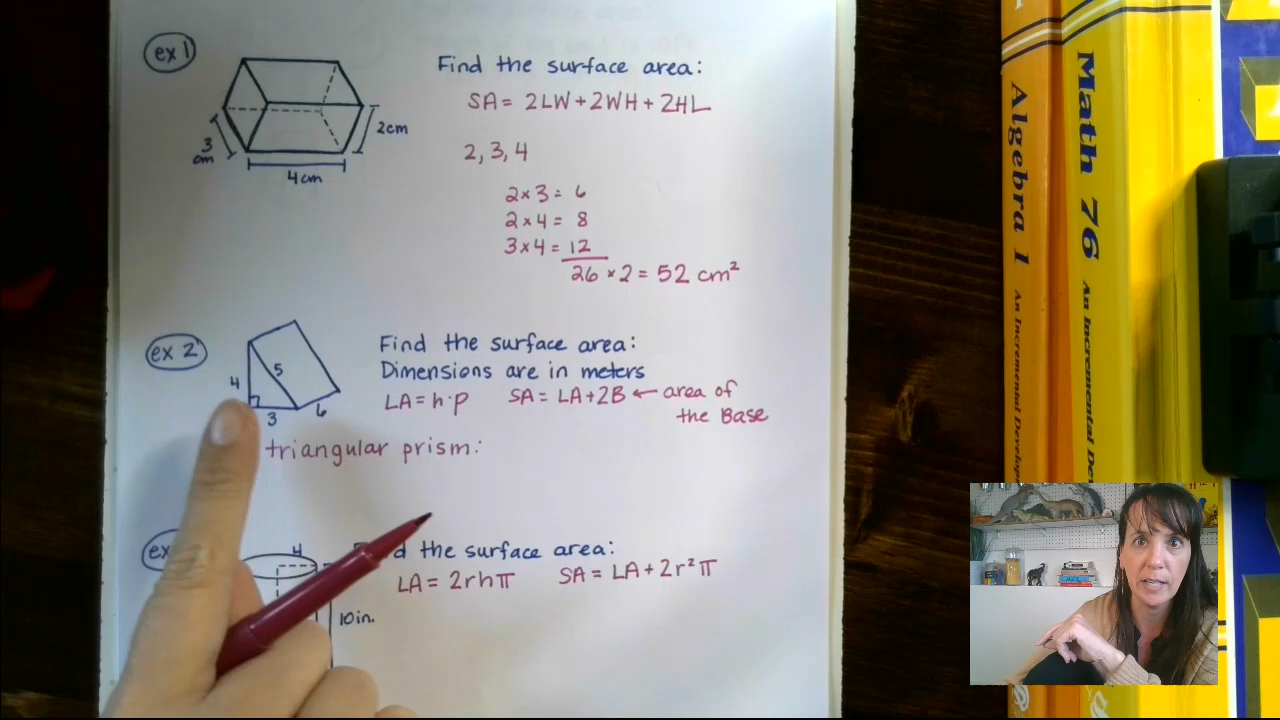 ex 1
Find the surface area:
SA = 2LW + 2WH + 2HL
2cm
3
cm
4cm
2, 3, 4
2 × 3 = 6
2 × 4 = 8
3 × 4 = 12
26 × 2 = 52 cm²
ex 2
5
4
3
6
Find the surface area:
Dimensions are in meters
LA = h·p SA = LA + 2B ← area of
the Base
triangular prism:
ex
4
10in.
the surface area:
LA = 2rhπ SA = LA + 2r²π
Algebra 1
An Incremental
Math 76
An Incremental